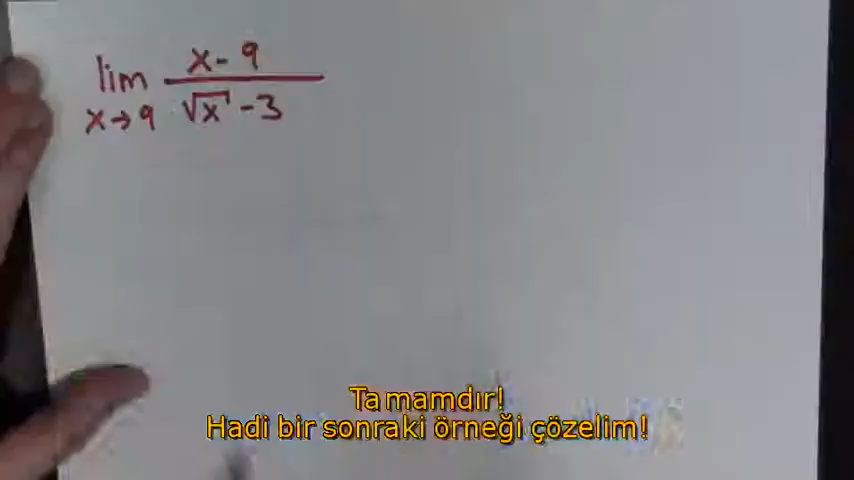 lim x - 9
x→9 √x - 3
Tamamdır!
Hadi bir sonraki örneği çözelim!